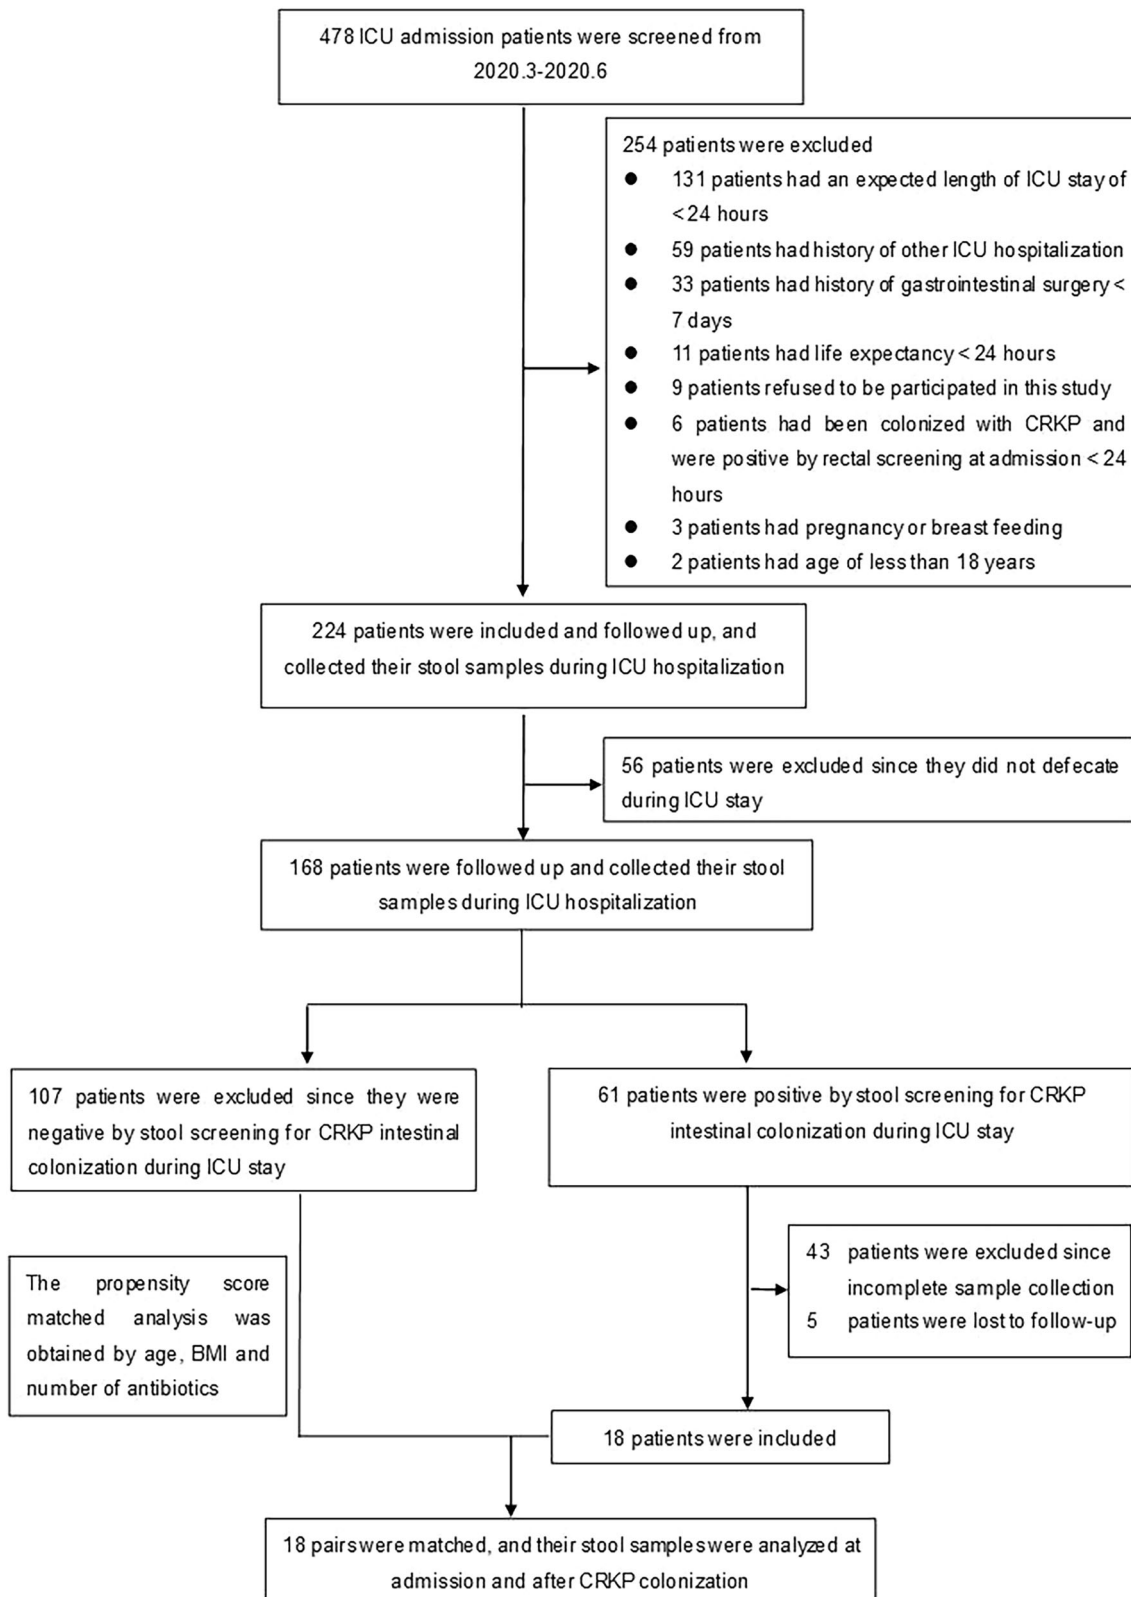 478 ICU admission patients were screened from
2020.3-2020.6
254 patients were excluded
● 131 patients had an expected length of ICU stay of
< 24 hours
● 59 patients had history of other ICU hospitalization
● 33 patients had history of gastrointestinal surgery <
7 days
● 11 patients had life expectancy < 24 hours
● 9 patients refused to be participated in this study
● 6 patients had been colonized with CRKP and
were positive by rectal screening at admission < 24
hours
● 3 patients had pregnancy or breast feeding
● 2 patients had age of less than 18 years
224 patients were included and followed up, and
collected their stool samples during ICU hospitalization
56 patients were excluded since they did not defecate
during ICU stay
168 patients were followed up and collected their stool
samples during ICU hospitalization
107 patients were excluded since they were
negative by stool screening for CRKP intestinal
colonization during ICU stay
61 patients were positive by stool screening for CRKP
intestinal colonization during ICU stay
43 patients were excluded since
incomplete sample collection
5 patients were lost to follow-up
The propensity score
matched analysis was
obtained by age, BMI and
number of antibiotics
18 patients were included
18 pairs were matched, and their stool samples were analyzed at
admission and after CRKP colonization